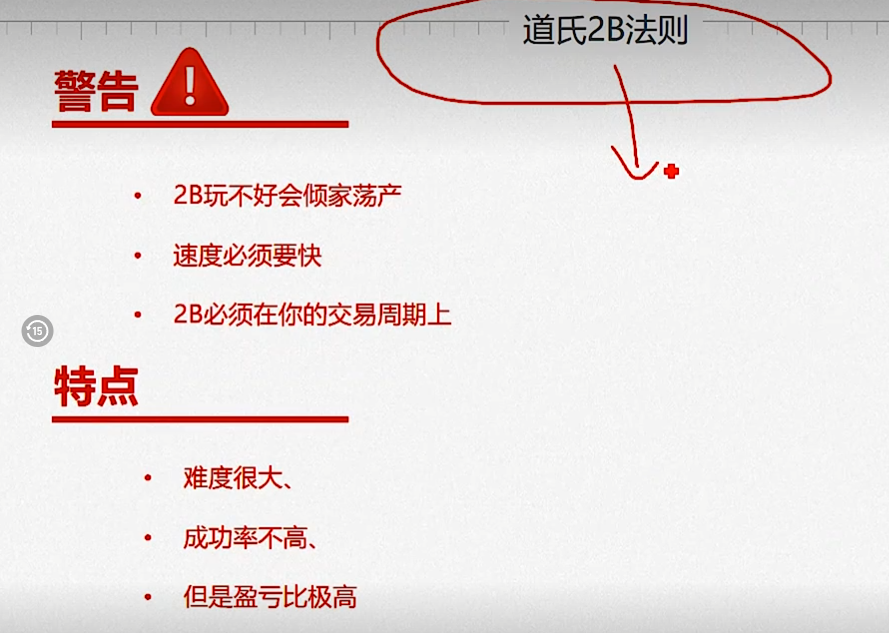 道氏2B法则
警告
• 2B玩不好会倾家荡产
• 速度必须要快
• 2B必须在你的交易周期上
15
特点
• 难度很大、
• 成功率不高、
• 但是盈亏比极高